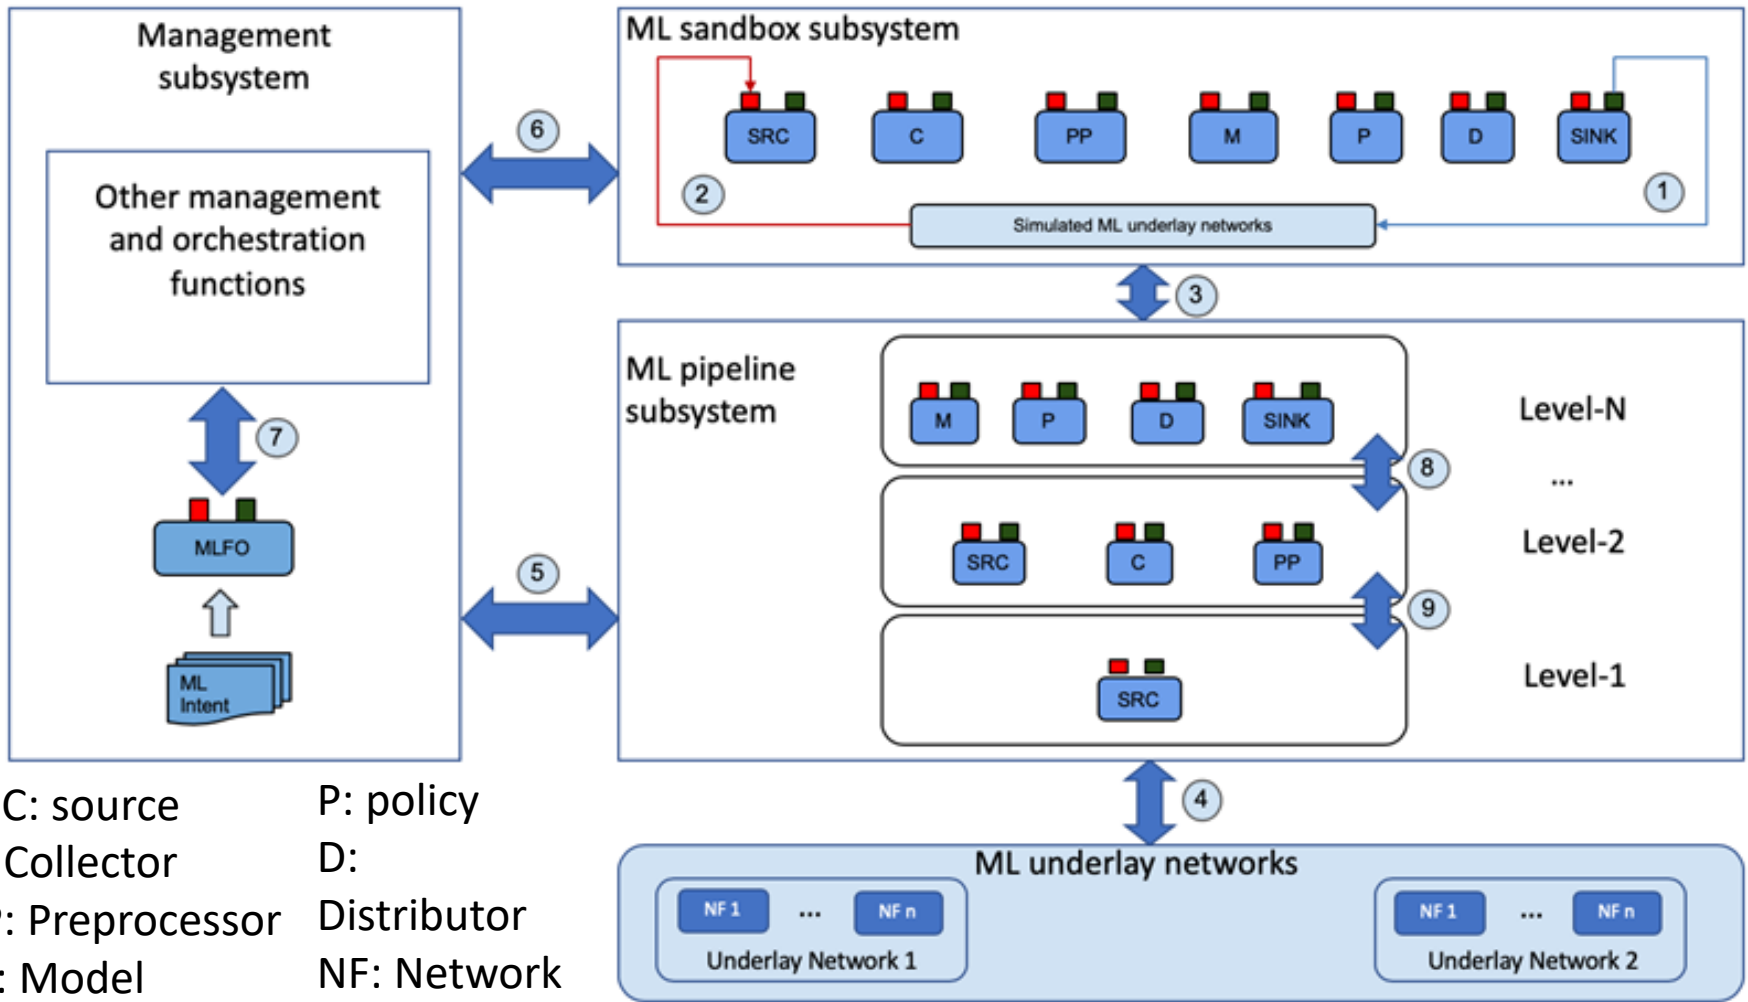 Management
subsystem
Other management
and orchestration
functions
7
MLFO
ML
Intent
6
5
ML sandbox subsystem
SRC
C
PP
M
P
D
SINK
2
1
Simulated ML underlay networks
3
ML pipeline
subsystem
M
P
D
SINK
Level-N
8
...
SRC
C
PP
Level-2
9
SRC
Level-1
4
ML underlay networks
NF 1
...
NF n
Underlay Network 1
NF 1
...
NF n
Underlay Network 2
C: source
Collector
: Preprocessor
: Model
P: policy
D:
Distributor
NF: Network